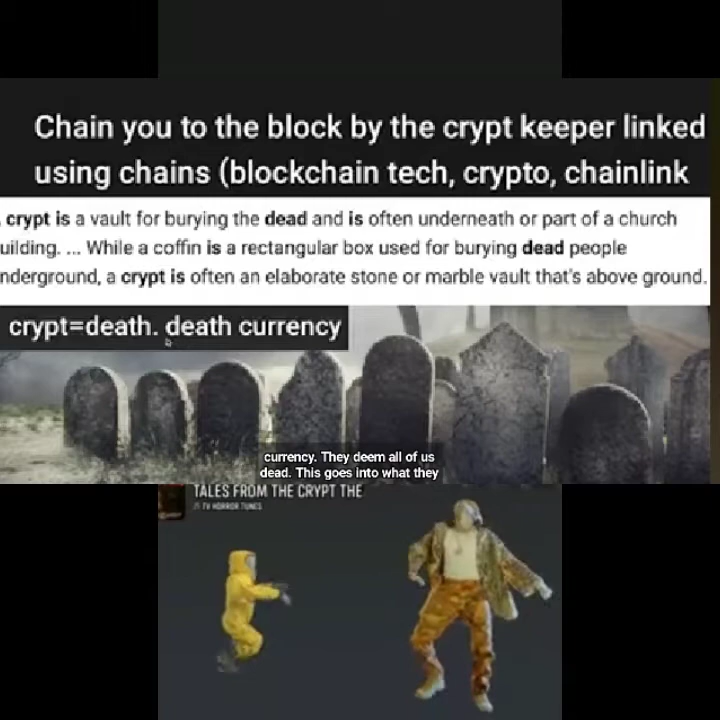 Chain you to the block by the crypt keeper linked
using chains (blockchain tech, crypto, chainlink
crypt is a vault for burying the dead and is often underneath or part of a church
uilding. ... While a coffin is a rectangular box used for burying dead people
nderground, a crypt is often an elaborate stone or marble vault that's above ground.
crypt=death. death currency
currency. They deem all of us
dead. This goes into what they
TALES FROM THE CRYPT THE
TV HORROR TUNES